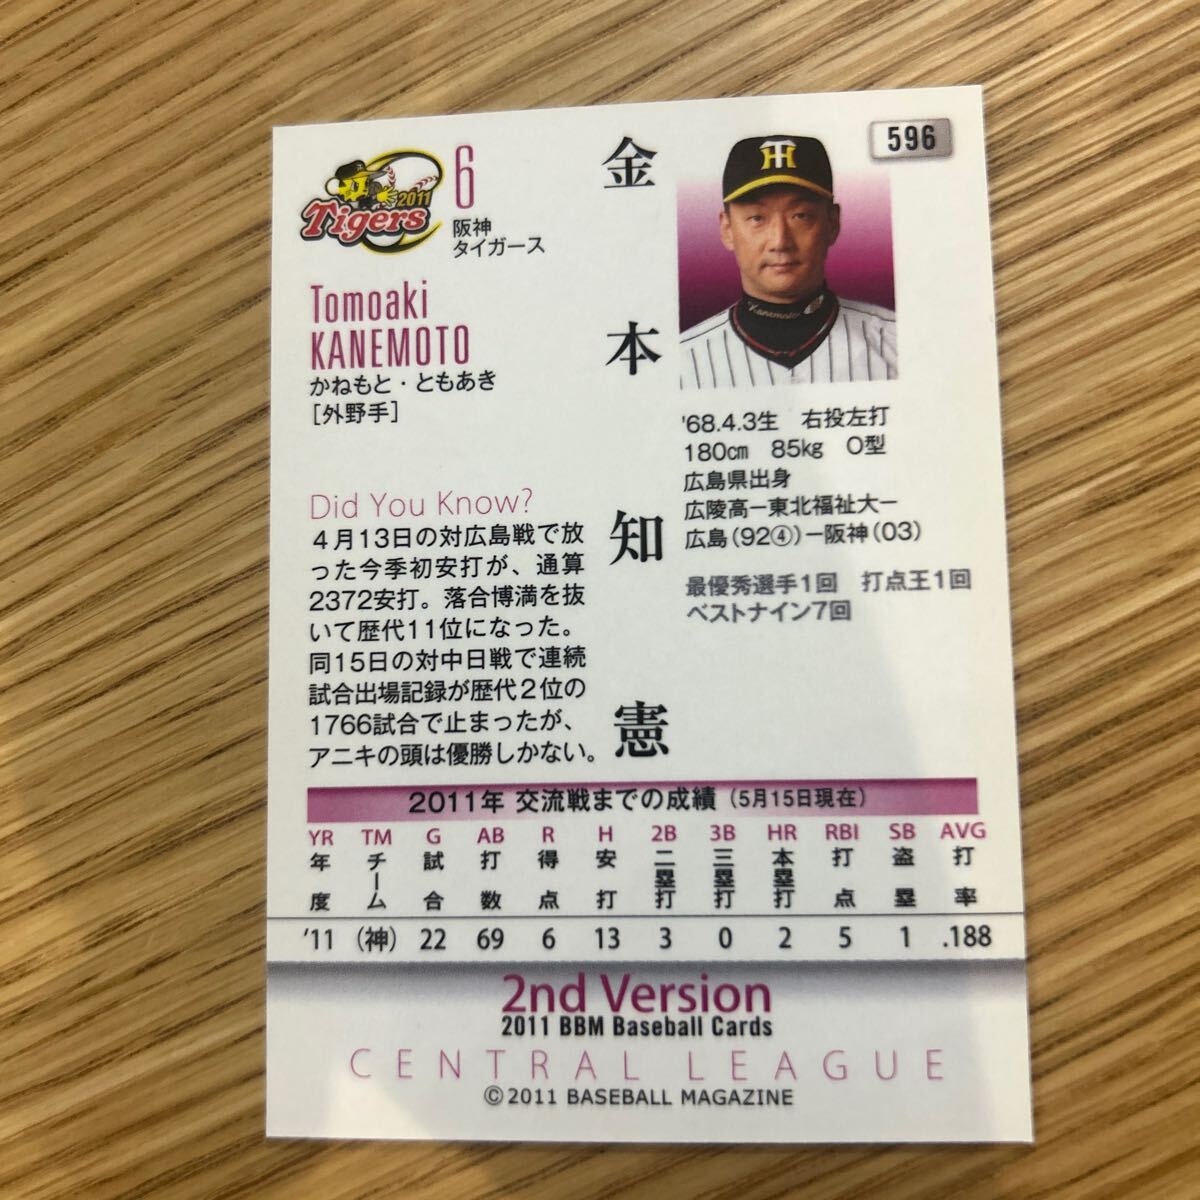 596
2011
Tigers
6
阪神
タイガース
Tomoaki
KANEMOTO
かねもと・ともあき
［外野手］
金本知憲
Kanemoto
'68.4.3生　右投左打
180㎝　85㎏　O型
広島県出身
広陵高ー東北福祉大ー
広島(92④)ー阪神(03)
最優秀選手1回　打点王1回
ベストナイン7回
Did You Know?
４月13日の対広島戦で放
った今季初安打が、通算
2372安打。落合博満を抜
いて歴代11位になった。
同15日の対中日戦で連続
試合出場記録が歴代２位の
1766試合で止まったが、
アニキの頭は優勝しかない。
2011年 交流戦までの成績（5月15日現在）
YR TM G AB R H 2B 3B HR RBI SB AVG
年度 チーム 試合 打数 得点 安打 二塁打 三塁打 本塁打 打点 盗塁 打率
'11 (神) 22 69 6 13 3 0 2 5 1 .188
2nd Version
2011 BBM Baseball Cards
CENTRAL LEAGUE
©2011 BASEBALL MAGAZINE